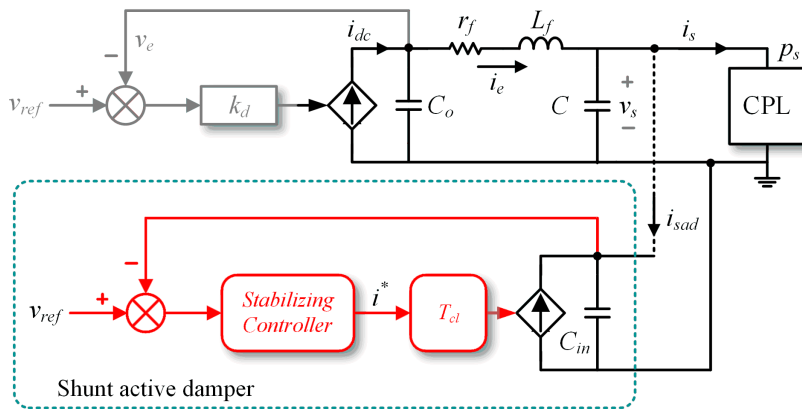 i_dc
r_f
L_f
i_s
p_s
−
v_e
+
v_ref
k_d
C_o
i_e
C
+
v_s
−
CPL
−
i_sad
v_ref
+
Stabilizing
Controller
i*
T_cl
C_in
Shunt active damper